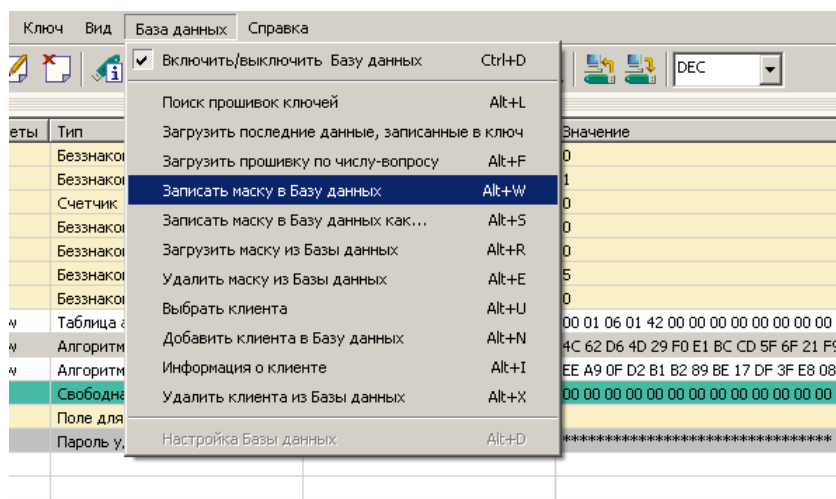 Ключ Вид База данных Справка
Включить/выключить Базу данных Ctrl+D
DEC
Поиск прошивок ключей Alt+L
Загрузить последние данные, записанные в ключ
Загрузить прошивку по числу-вопросу Alt+F
Записать маску в Базу данных Alt+W
Записать маску в Базу данных как... Alt+S
Загрузить маску из Базы данных Alt+R
Удалить маску из Базы данных Alt+E
Выбрать клиента Alt+U
Добавить клиента в Базу данных Alt+N
Информация о клиенте Alt+I
Удалить клиента из Базы данных Alt+X
Настройка Базы данных Alt+D
еты Тип Значение
Беззнако 0
Беззнако 1
Счетчик 0
Беззнако 0
Беззнако 0
Беззнако 5
Беззнако 0
w Таблица 00 01 06 01 42 00 00 00 00 00 00 00 00
w Алгоритм 4C 62 D6 4D 29 F0 E1 BC CD 5F 6F 21 F9
w Алгоритм EE A9 0F D2 B1 B2 89 BE 17 DF 3F E8 08
Свободна 00 00 00 00 00 00 00 00 00 00 00 00 00
Поле для
Пароль у